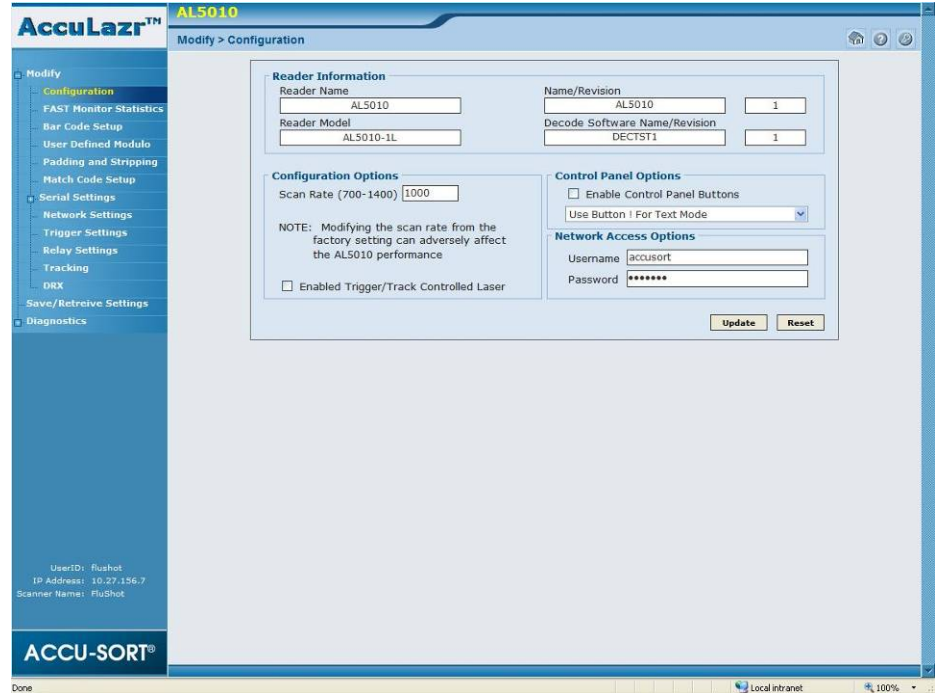 AccuLazr™
AL5010
Modify > Configuration
Modify
Configuration
FAST Monitor Statistics
Bar Code Setup
User Defined Modulo
Padding and Stripping
Match Code Setup
Serial Settings
Network Settings
Trigger Settings
Relay Settings
Tracking
DRX
Save/Retreive Settings
Diagnostics
UserID: flushot
IP Address: 10.27.156.7
Scanner Name: FluShot
ACCU-SORT®
Reader Information
Reader Name
AL5010
Name/Revision
AL5010 1
Reader Model
AL5010-1L
Decode Software Name/Revision
DECTST1 1
Configuration Options
Scan Rate (700-1400) 1000
NOTE: Modifying the scan rate from the
factory setting can adversely affect
the AL5010 performance
Enabled Trigger/Track Controlled Laser
Control Panel Options
Enable Control Panel Buttons
Use Button ! For Text Mode
Network Access Options
Username accusort
Password •••••••
Update Reset
Done Local intranet 100%